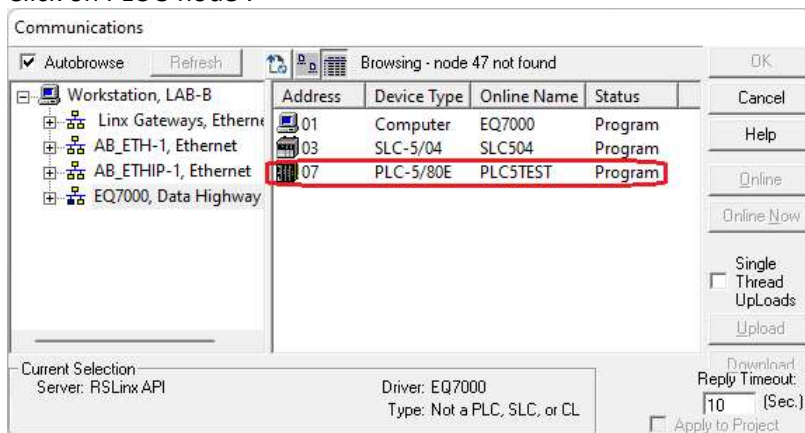 Communications
Autobrowse Refresh Browsing - node 47 not found
Workstation, LAB-B
Linx Gateways, Etherne
AB_ETH-1, Ethernet
AB_ETHIP-1, Ethernet
EQ7000, Data Highway
Address Device Type Online Name Status
01 Computer EQ7000 Program
03 SLC-5/04 SLC504 Program
07 PLC-5/80E PLC5TEST Program
OK
Cancel
Help
Online
Online Now
Single
Thread
UpLoads
Upload
Download
Current Selection
Server: RSLinx API
Driver: EQ7000
Type: Not a PLC, SLC, or CL
Reply Timeout:
10 (Sec.)
Apply to Project